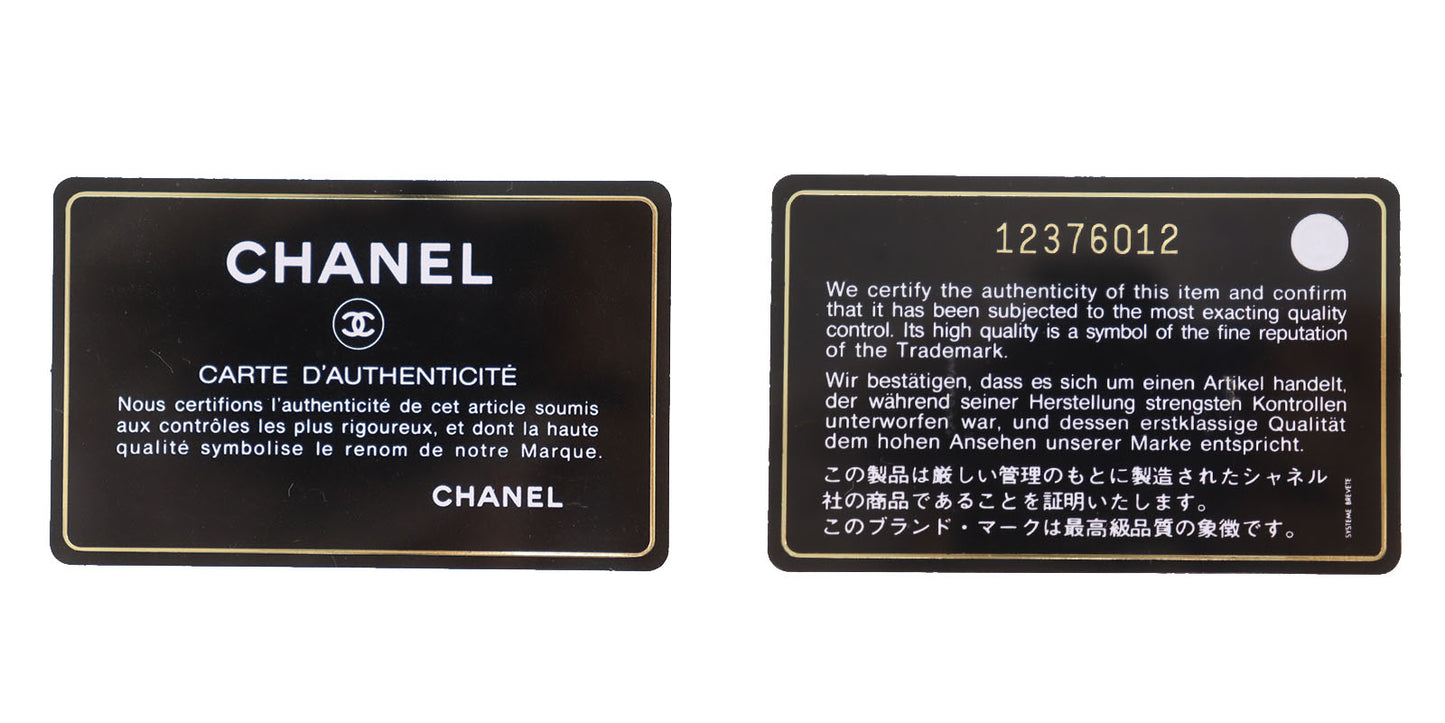 CHANEL
CARTE D'AUTHENTICITÉ
Nous certifions l'authenticité de cet article soumis
aux contrôles les plus rigoureux, et dont la haute
qualité symbolise le renom de notre Marque.
CHANEL
12376012
We certify the authenticity of this item and confirm
that it has been subjected to the most exacting quality
control. Its high quality is a symbol of the fine reputation
of the Trademark.
Wir bestätigen, dass es sich um einen Artikel handelt,
der während seiner Herstellung strengsten Kontrollen
unterworfen war, und dessen erstklassige Qualität
dem hohen Ansehen unserer Marke entspricht.
この製品は厳しい管理のもとに製造されたシャネル
社の商品であることを証明いたします。
このブランド・マークは最高級品質の象徴です。
SYSTEME BREVETE